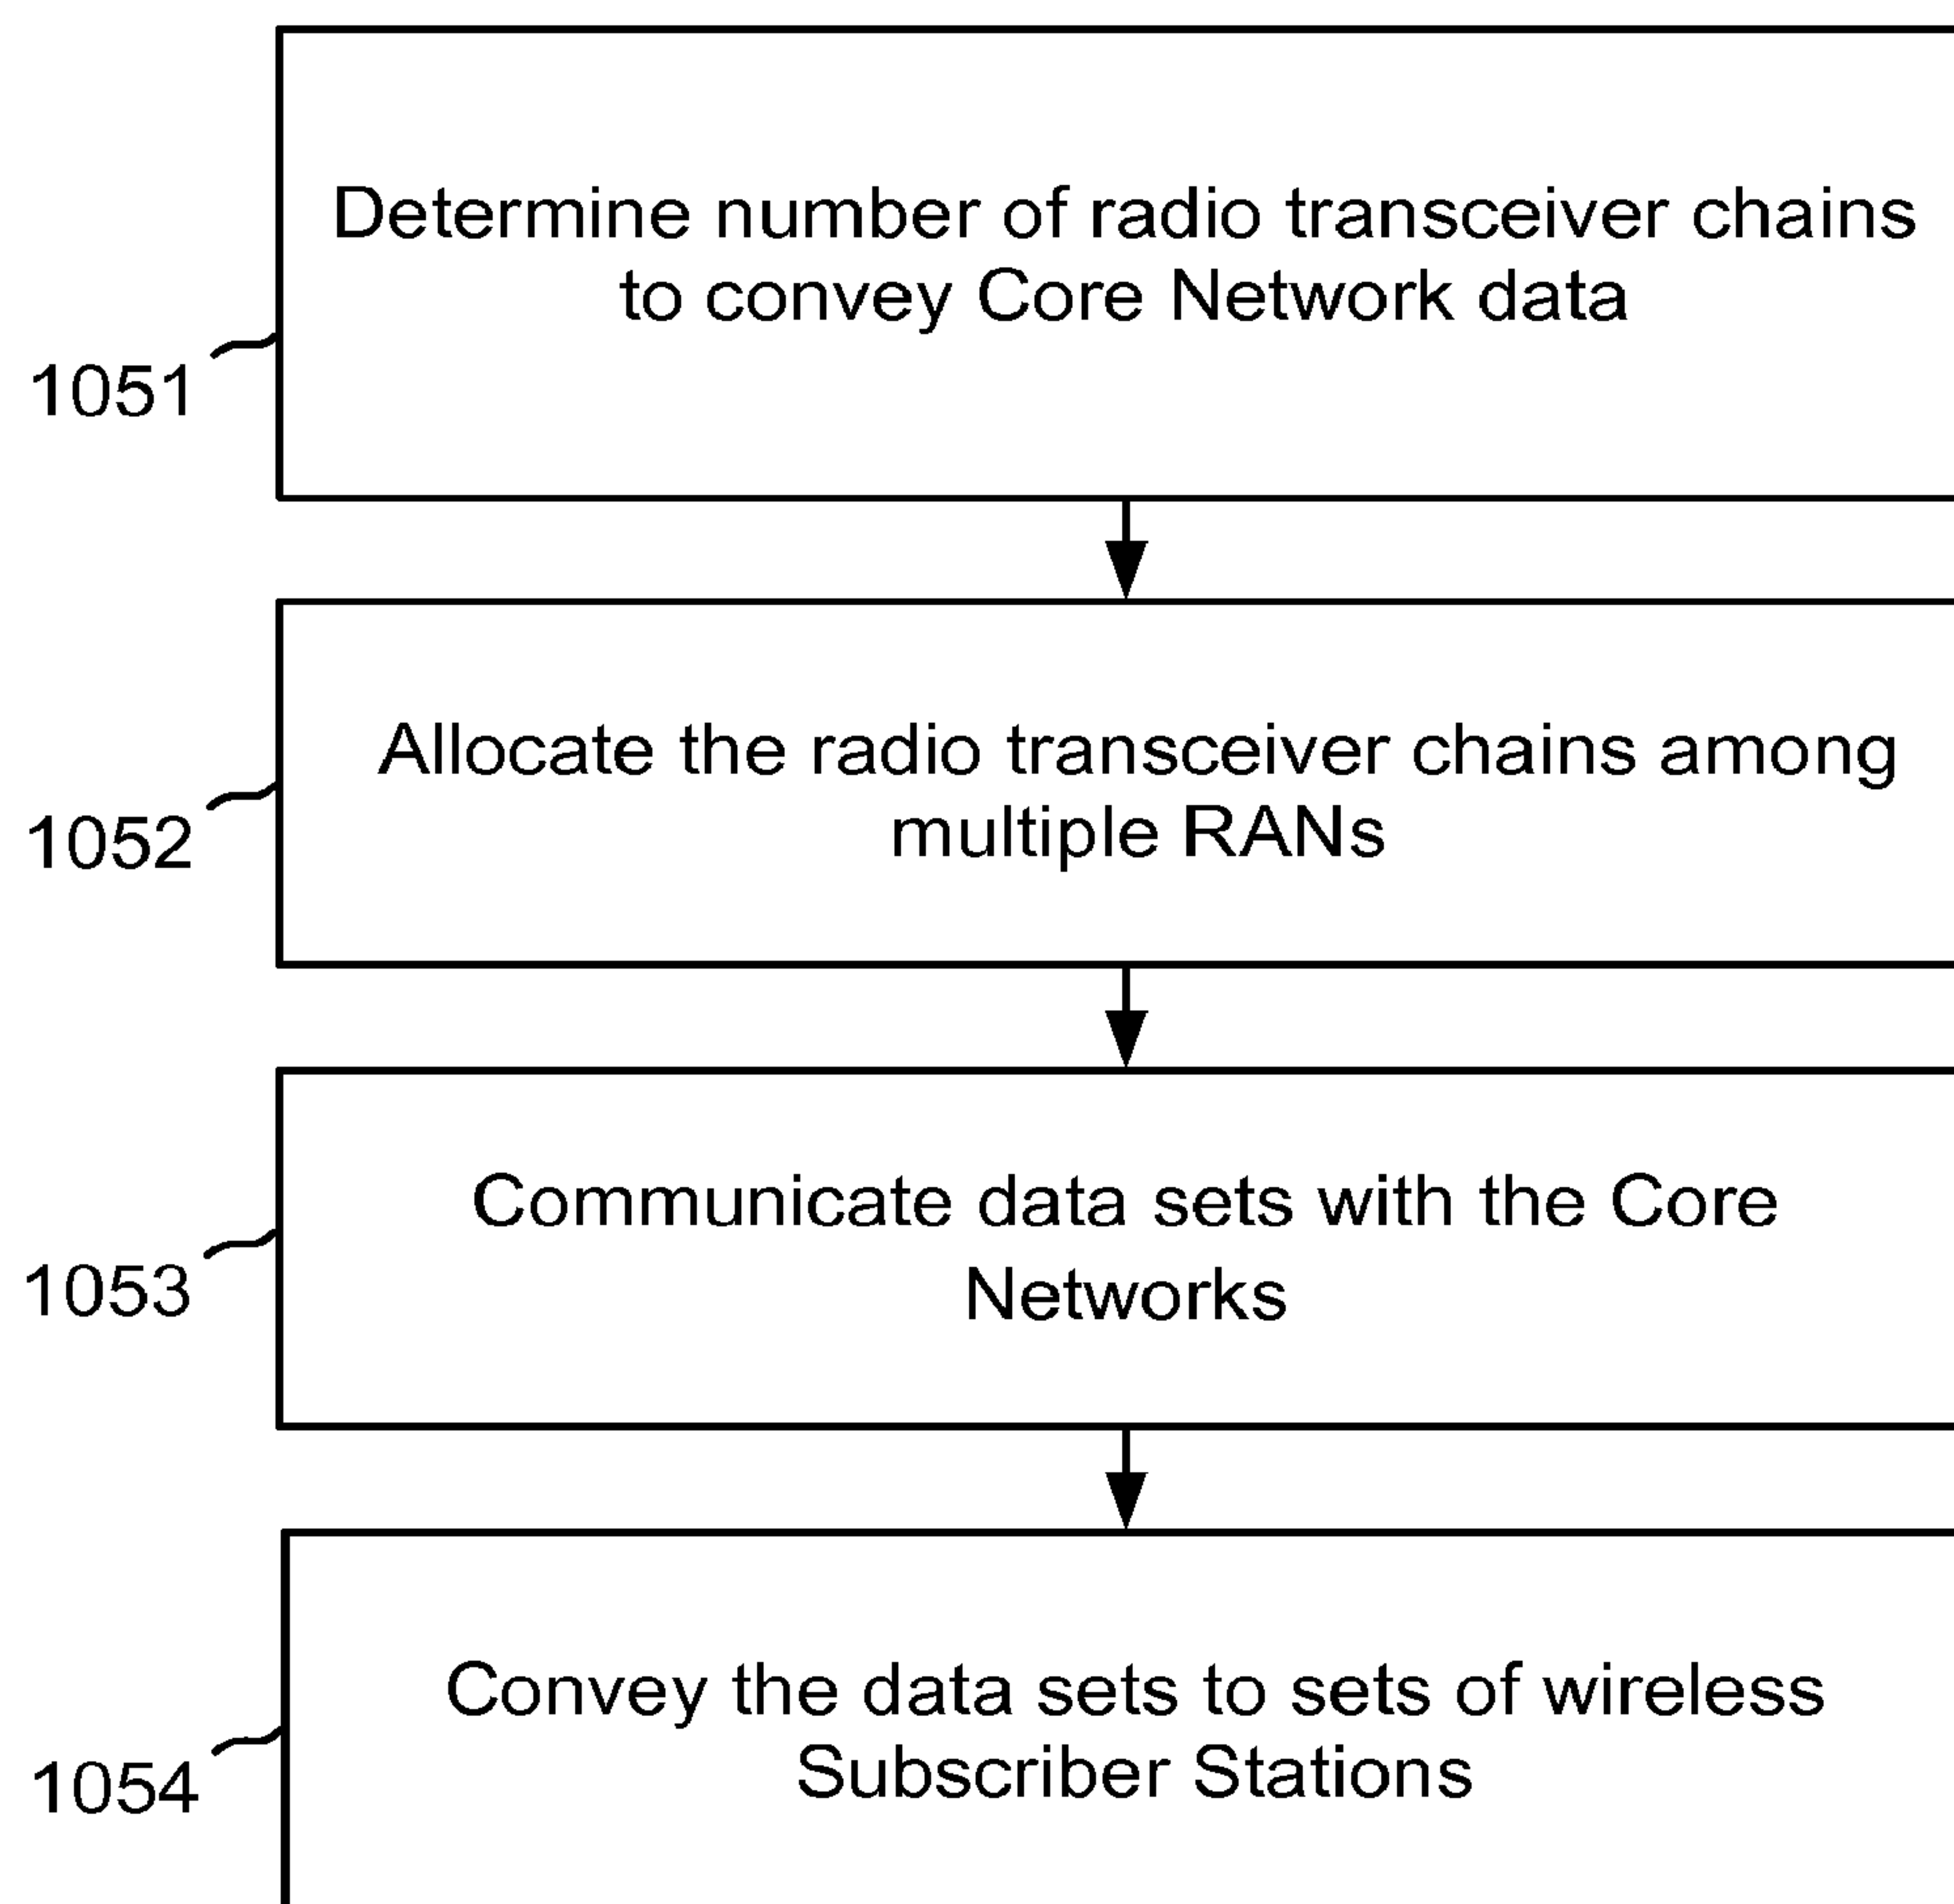 Determine number of radio transceiver chains
to convey Core Network data
1051
Allocate the radio transceiver chains among
multiple RANs
1052
Communicate data sets with the Core
Networks
1053
Convey the data sets to sets of wireless
Subscriber Stations
1054